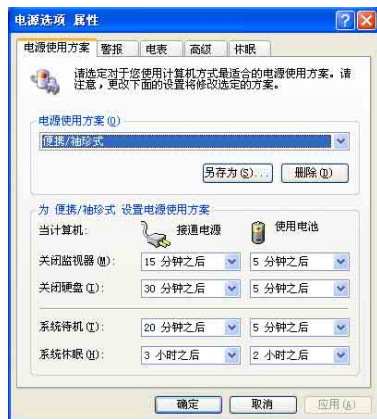 电源选项 属性
电源使用方案 警报 电表 高级 休眠
请选定对于您使用计算机方式最适合的电源使用方案。请
注意，更改下面的设置将修改选定的方案。
电源使用方案(O)
便携/袖珍式
另存为(S)... 删除(D)
为 便携/袖珍式 设置电源使用方案
当计算机: 接通电源 使用电池
关闭监视器(M): 15 分钟之后 5 分钟之后
关闭硬盘(I): 30 分钟之后 5 分钟之后
系统待机(T): 20 分钟之后 5 分钟之后
系统休眠(H): 3 小时之后 2 小时之后
确定 取消 应用(A)